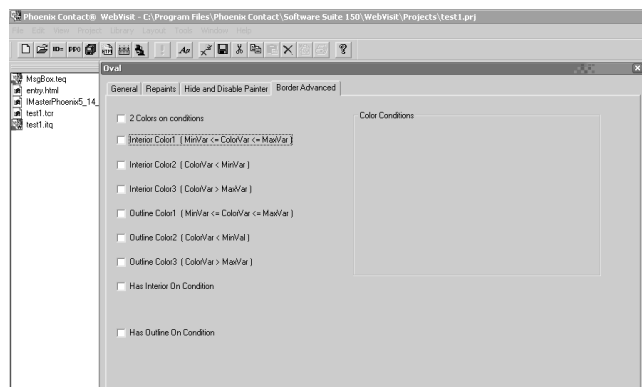 Phoenix Contact® WebVisit - C:\Program Files\Phoenix Contact\Software Suite 150\WebVisit\Projects\test1.prj
File Edit View Project Library Layout Tools Window Help
ID= PPO
MsgBox.teq
entry.html
IMasterPhoenix5_14_
test1.tcr
test1.itq
Oval
General Repaints Hide and Disable Painter Border Advanced
2 Colors on conditions
Interior Color1 ( MinVar <= ColorVar <= MaxVar )
Interior Color2 ( ColorVar < MinVar )
Interior Color3 ( ColorVar > MaxVar )
Outline Color1 ( MinVar <= ColorVar <= MaxVar )
Outline Color2 ( ColorVar < MinVal )
Outline Color3 ( ColorVar > MaxVar )
Has Interior On Condition
Has Outline On Condition
Color Conditions